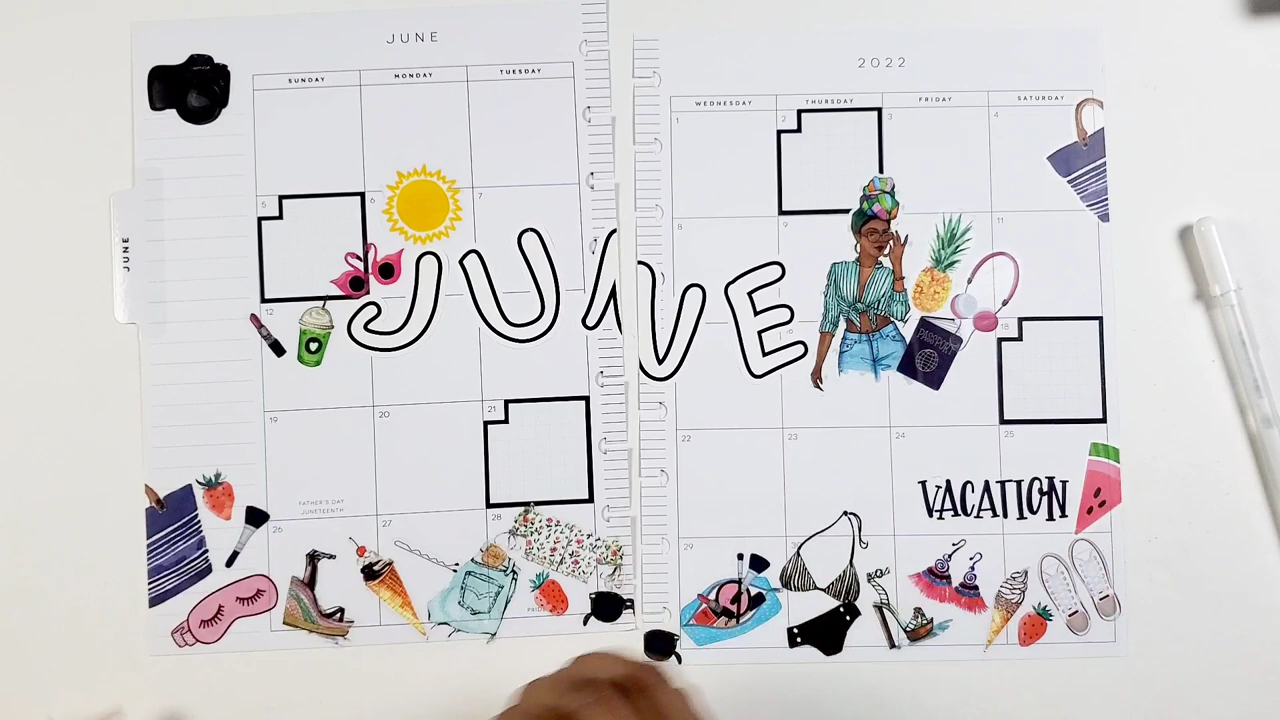 JUNE
SUNDAY MONDAY TUESDAY
5 6 7
12
19 20 21
FATHER'S DAY
JUNETEENTH
26 27 28
JUNE
JUNE
2022
WEDNESDAY THURSDAY FRIDAY SATURDAY
1 2 3 4
8 9 11
PASSPORT
18
22 23 24 25
VACATION
29